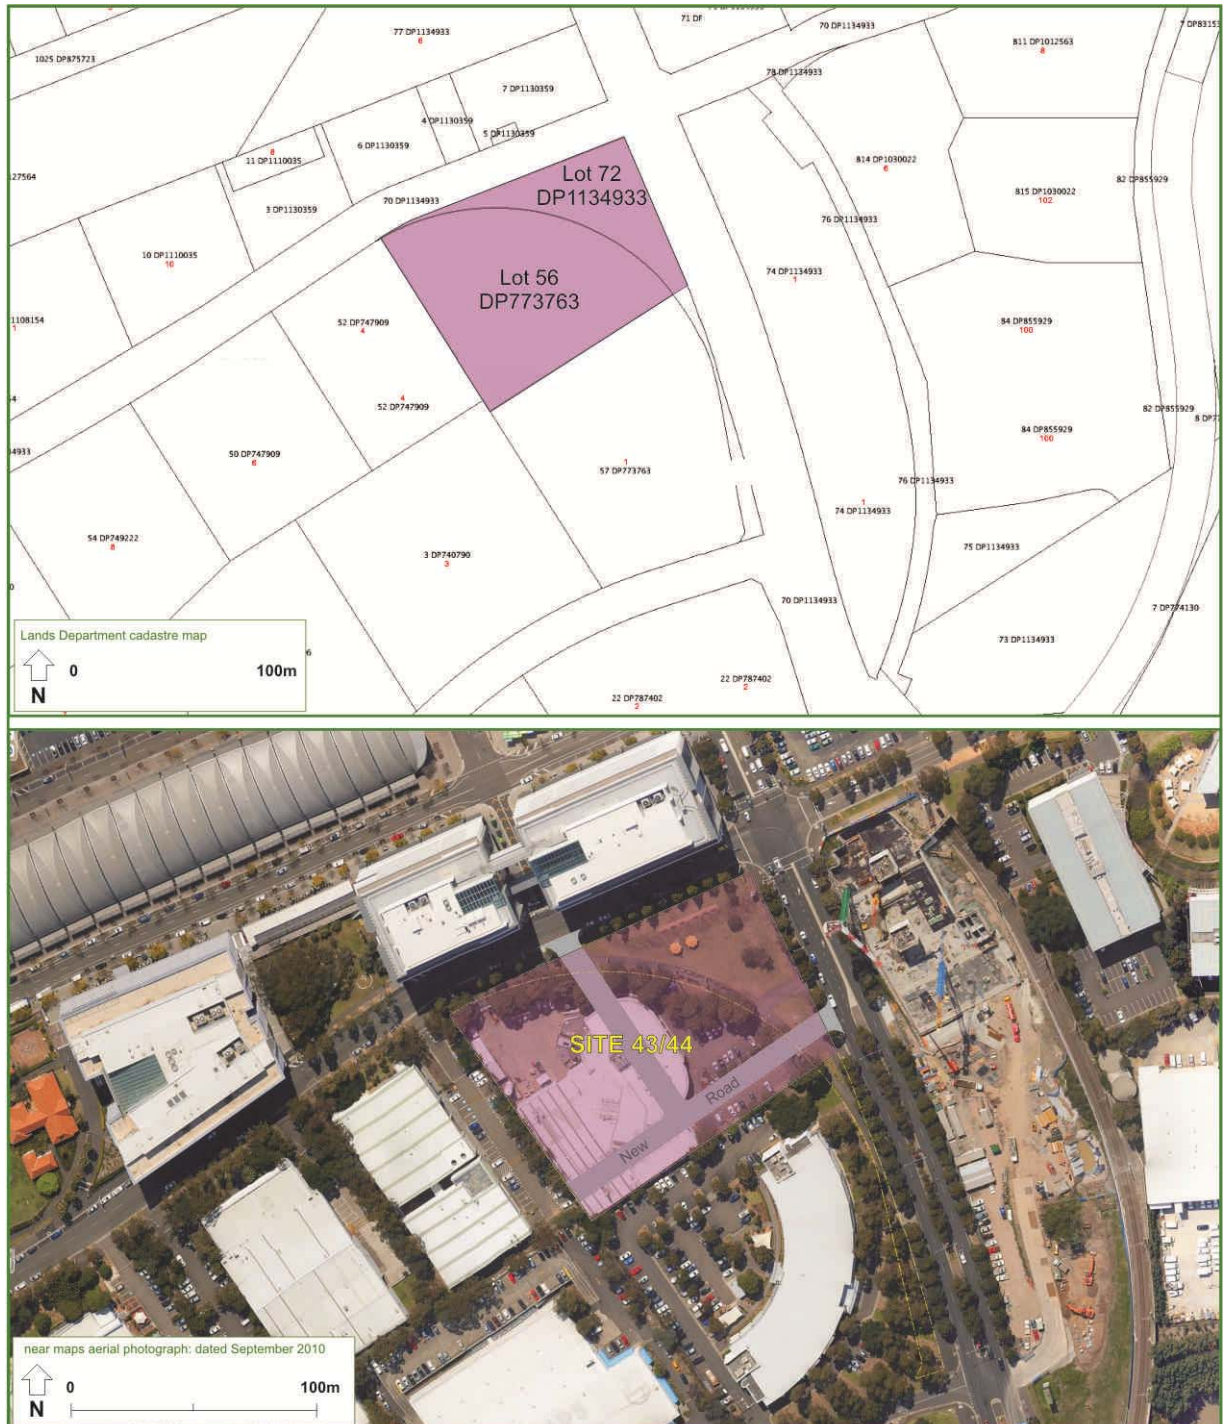 71 DF
70 DP1134933
77 DP1134933
6
811 DP1012563
8
1025 DP875723
78 DP1134933
7 DP1130359
4 DP1130359
5 DP1130359
6 DP1130359
8
11 DP1110035
814 DP1030022
6
Lot 72
DP1134933
127564
82 DP855929
815 DP1030022
102
70 DP1134933
3 DP1130359
76 DP1134933
10 DP1110035
10
74 DP1134933
1
Lot 56
DP773763
1108154
1
52 DP747909
4
84 DP855929
100
4
52 DP747909
82 DP855929
84 DP855929
100
50 DP747909
6
1
57 DP773763
76 DP1134933
1
74 DP1134933
54 DP749222
8
3 DP740790
3
75 DP1134933
70 DP1134933
7 DP774130
73 DP1134933
22 DP787402
2
22 DP787402
2
Lands Department cadastre map
0 100m
N
SITE 43/44
New Road
near maps aerial photograph: dated September 2010
0 100m
N